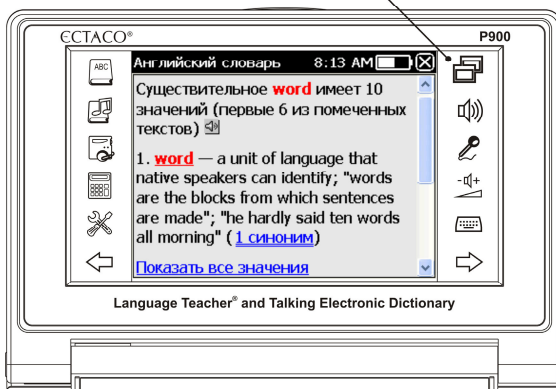 ECTACO®
P900
ABC
Английский словарь 8:13 AM
Существительное word имеет 10
значений (первые 6 из помеченных
текстов)
1. word — a unit of language that
native speakers can identify; "words
are the blocks from which sentences
are made"; "he hardly said ten words
all morning" ( 1 синоним)
Показать все значения
Language Teacher® and Talking Electronic Dictionary